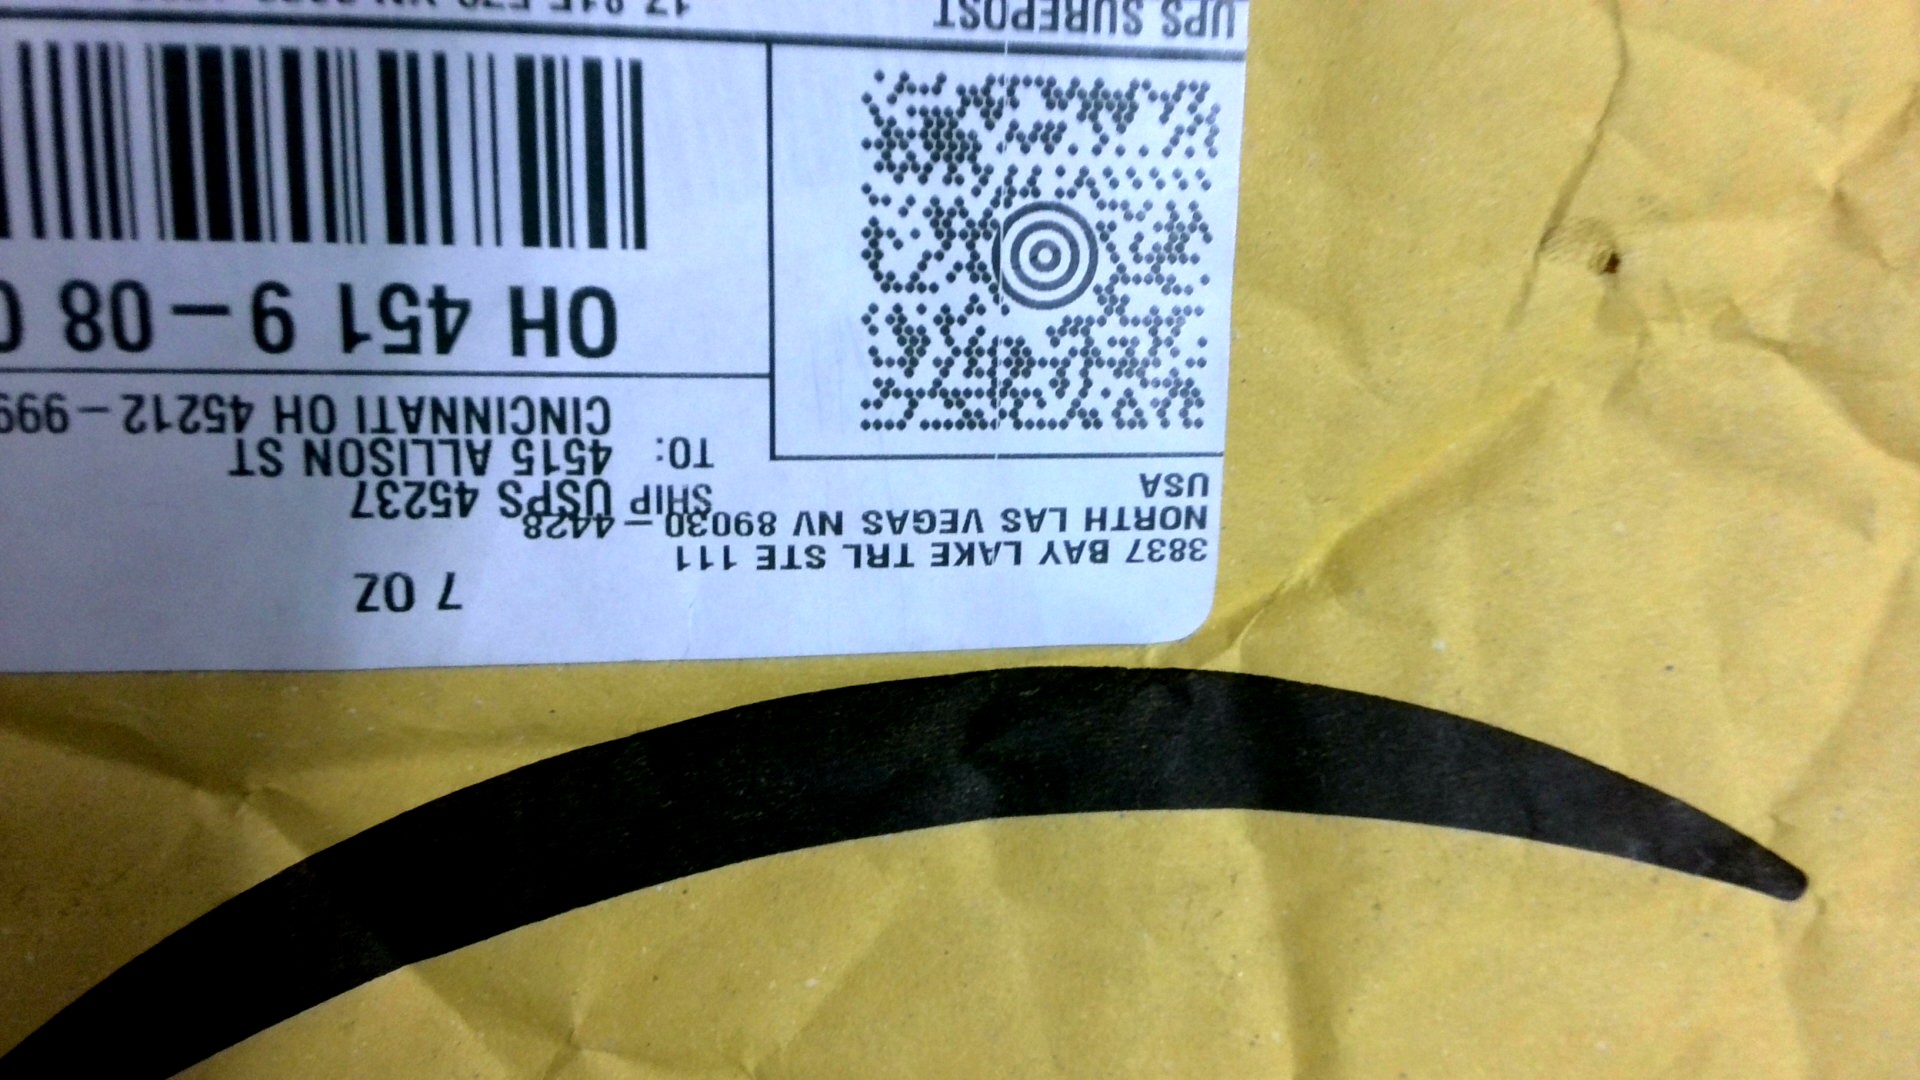 7 OZ
3837 BAY LAKE TRL STE 111
NORTH LAS VEGAS NV 89030-4428
USA
SHIP USPS 45237
TO: 4515 ALLISON ST
CINCINNATI OH 45212-999
OH 451 9-08
UPS SUREPOST